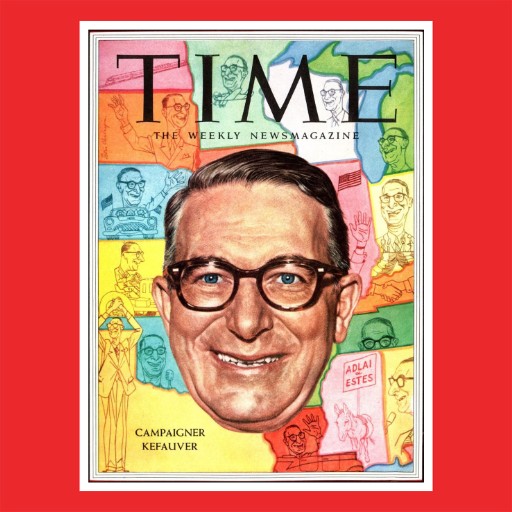 TIME
THE WEEKLY NEWSMAGAZINE
ADLAI
ESTES
CAMPAIGNER
KEFAUVER